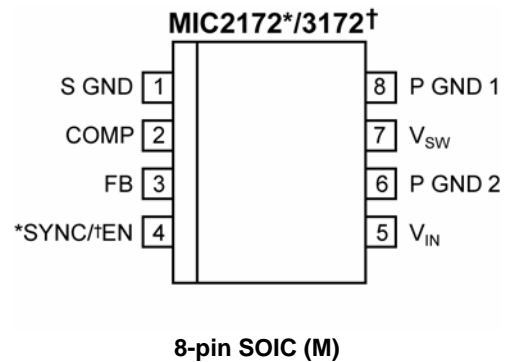 MIC2172*/3172†
S GND 1
COMP 2
FB 3
*SYNC/†EN 4
8 P GND 1
7 VSW
6 P GND 2
5 VIN
8-pin SOIC (M)